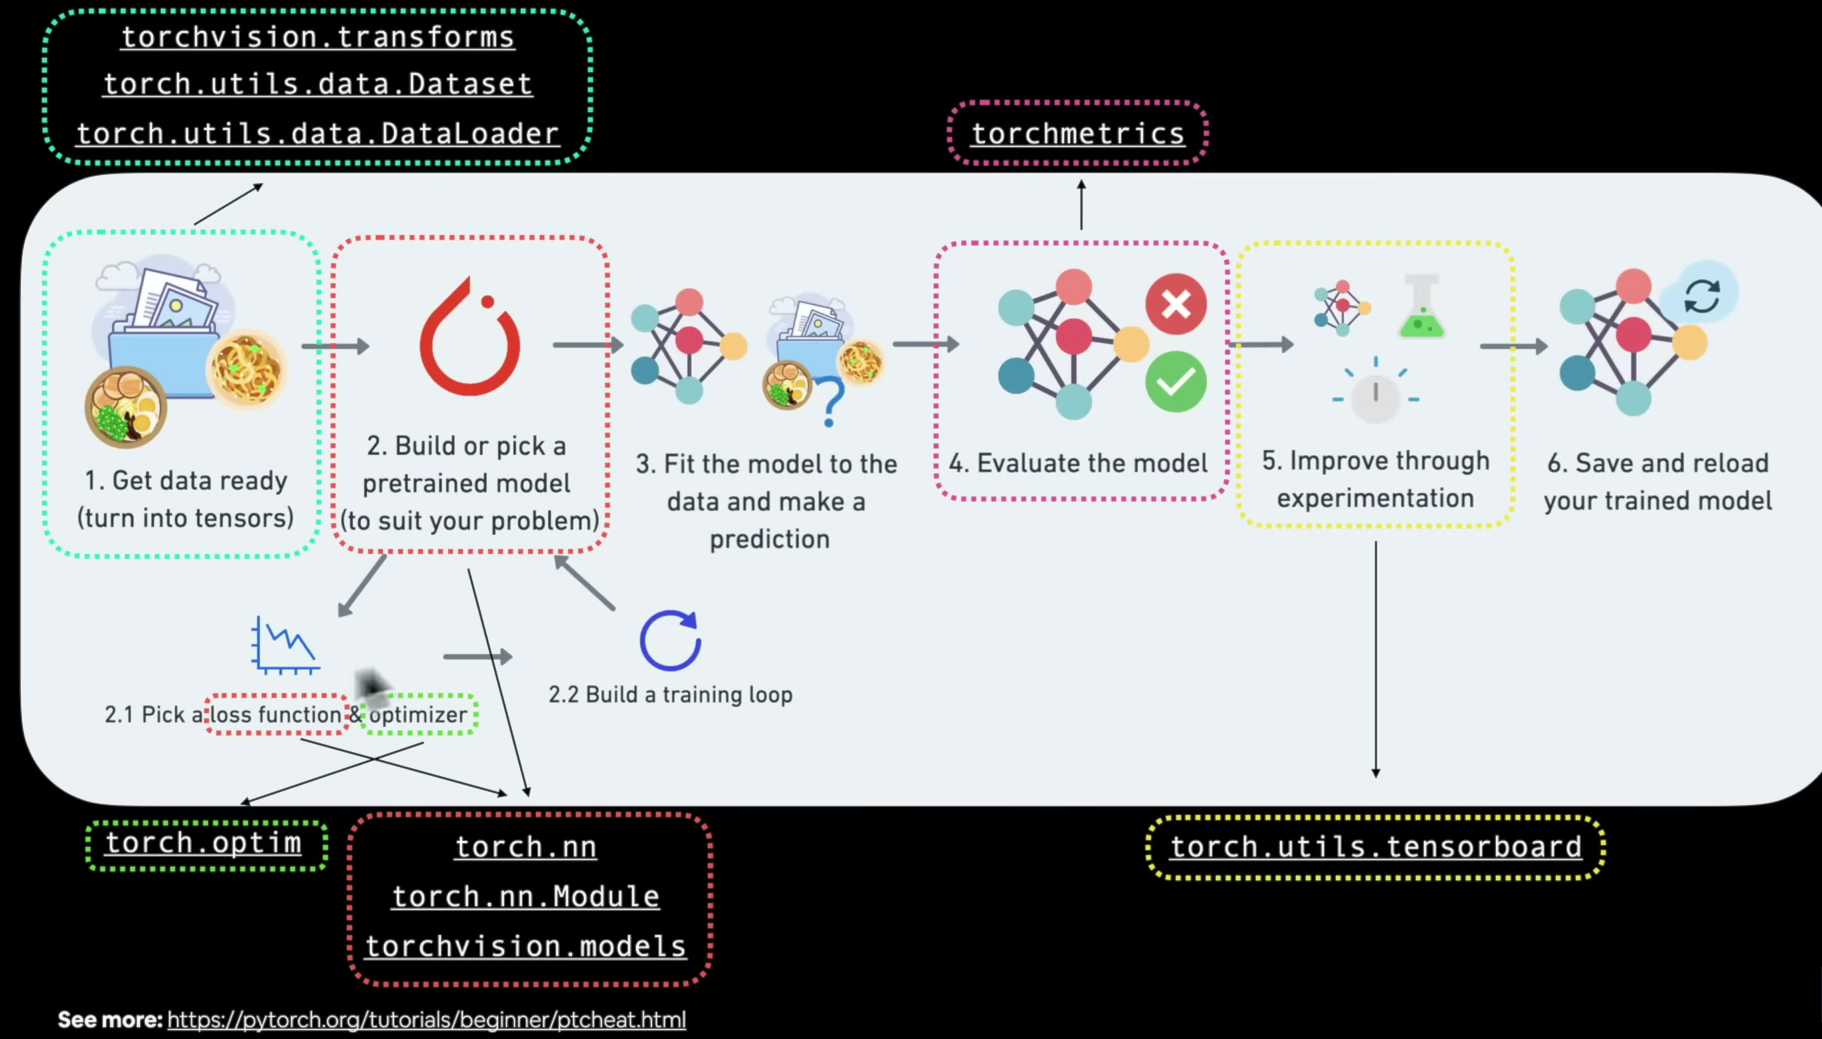 torchvision.transforms
torch.utils.data.Dataset
torch.utils.data.DataLoader
torchmetrics
1. Get data ready
(turn into tensors)
2. Build or pick a
pretrained model
(to suit your problem)
3. Fit the model to the
data and make a
prediction
4. Evaluate the model
5. Improve through
experimentation
6. Save and reload
your trained model
2.1 Pick a loss function & optimizer
2.2 Build a training loop
torch.optim
torch.nn
torch.nn.Module
torchvision.models
torch.utils.tensorboard
See more: https://pytorch.org/tutorials/beginner/ptcheat.html